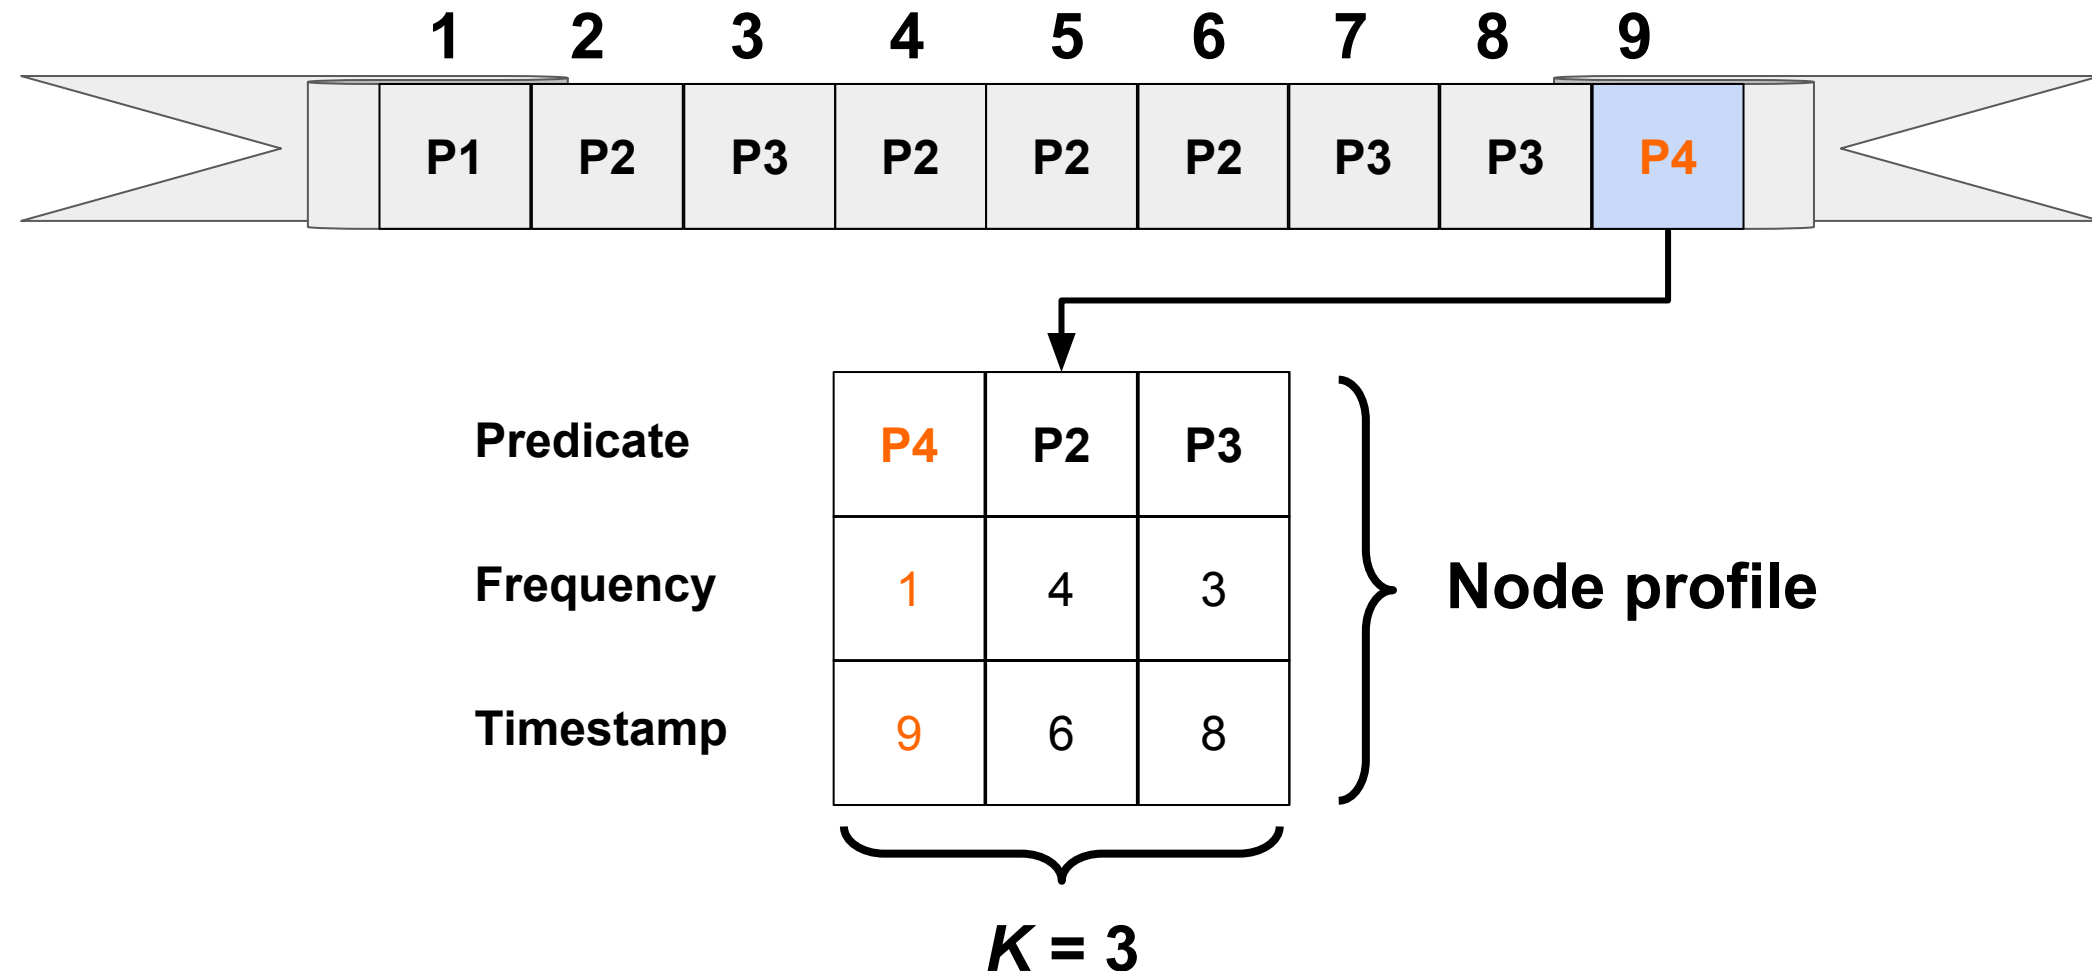 1 2 3 4 5 6 7 8 9
P1 P2 P3 P2 P2 P2 P3 P3 P4
Predicate P4 P2 P3
Frequency 1 4 3
Node profile
Timestamp 9 6 8
K = 3